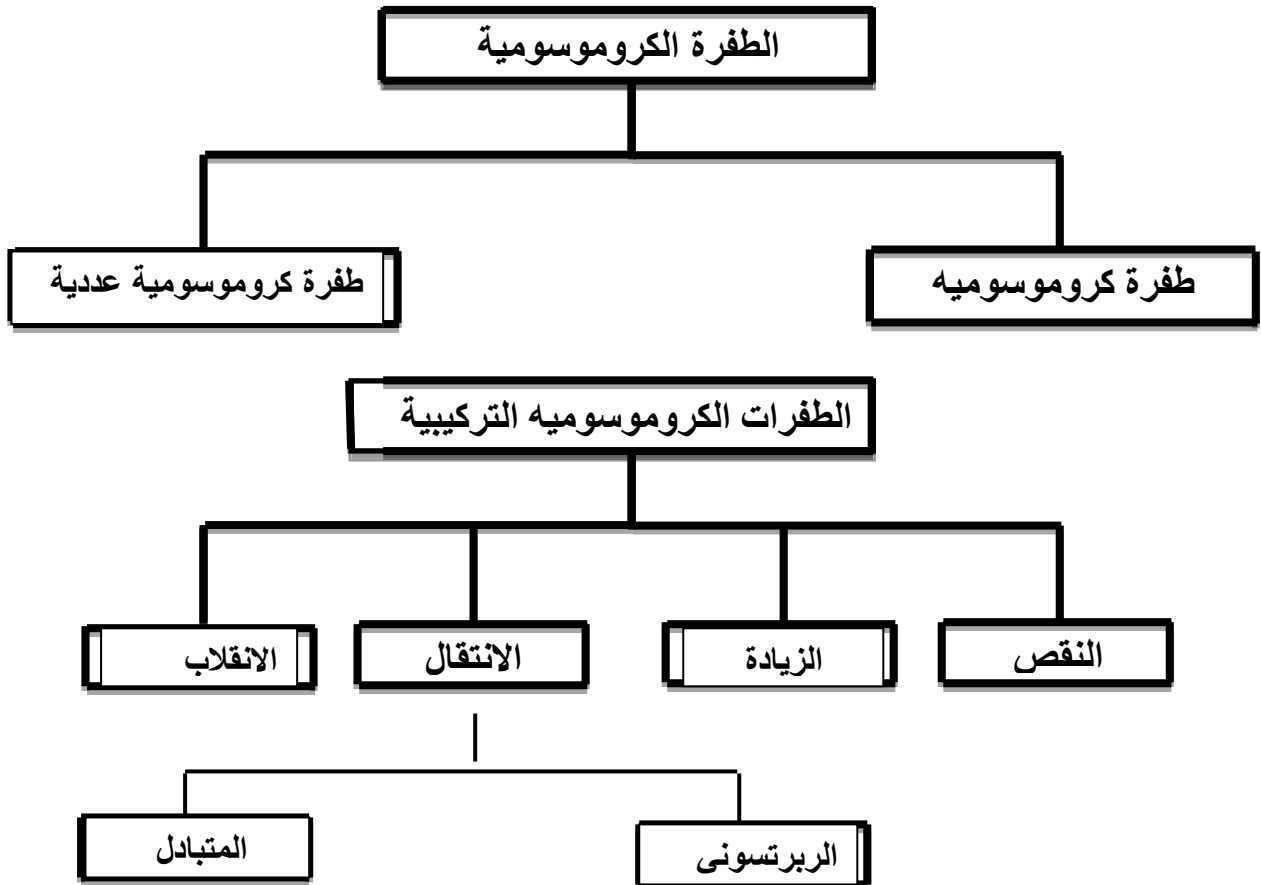 الطفرة الكروموسومية
طفرة كروموسوميه
طفرة كروموسومية عددية
الطفرات الكروموسوميه التركيبية
النقص
الزيادة
الانتقال
الانقلاب
الربرتسونى
المتبادل